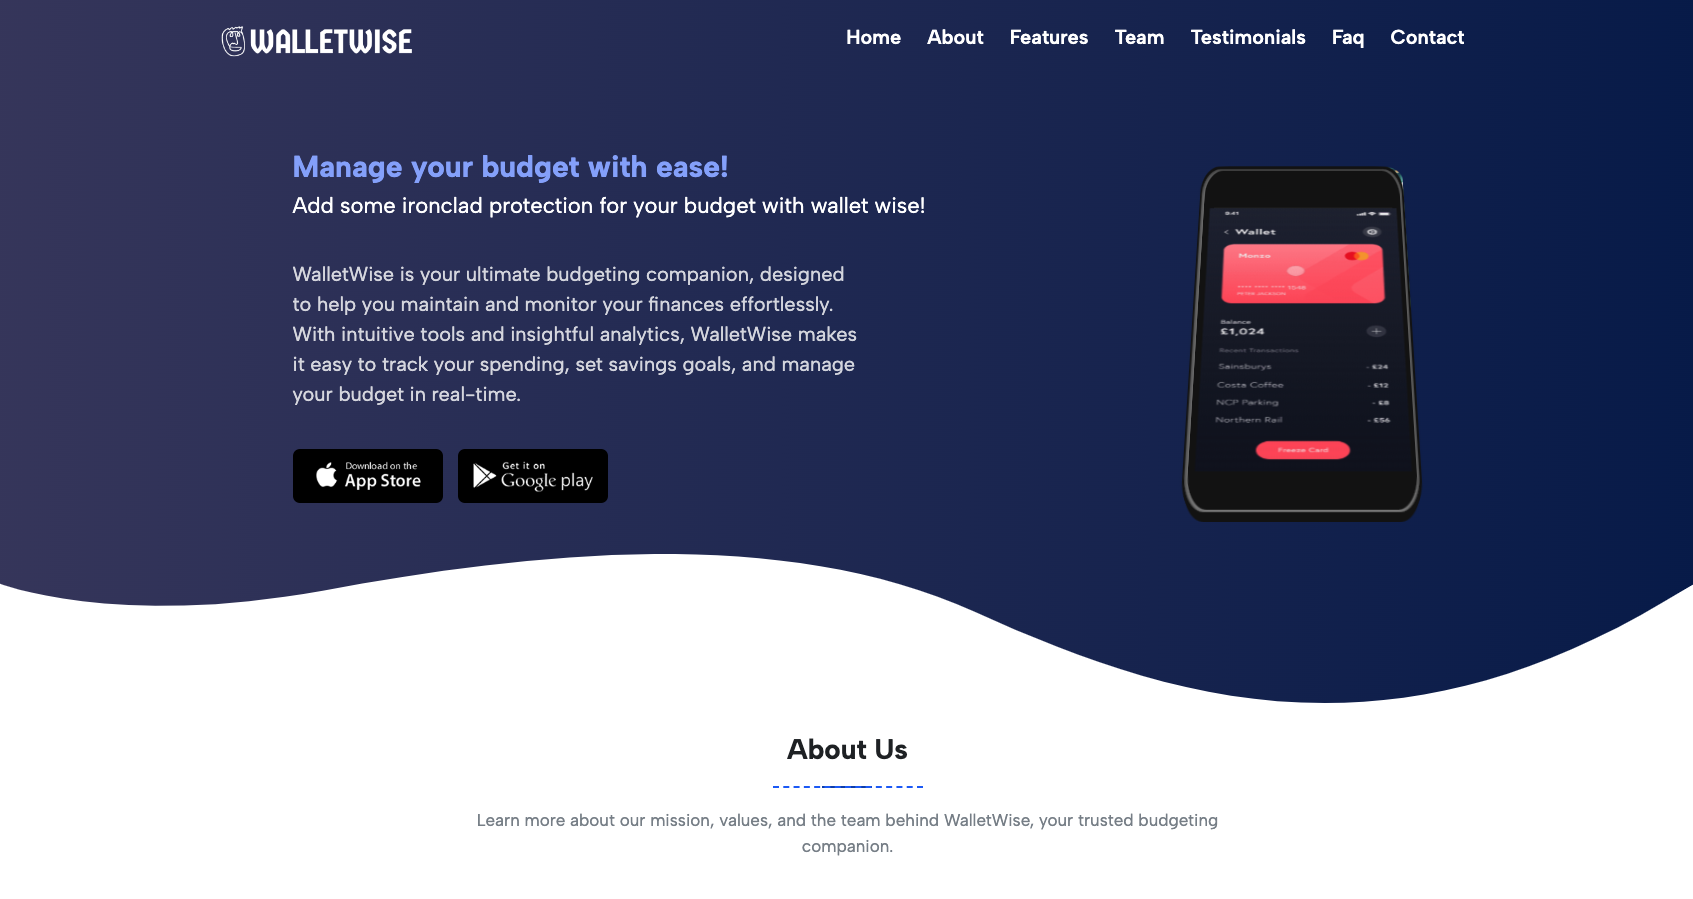 WALLETWISE
Home About Features Team Testimonials Faq Contact
Manage your budget with ease!
Add some ironclad protection for your budget with wallet wise!
WalletWise is your ultimate budgeting companion, designed
to help you maintain and monitor your finances effortlessly.
With intuitive tools and insightful analytics, WalletWise makes
it easy to track your spending, set savings goals, and manage
your budget in real-time.
Download on the
App Store
Get it on
Google play
9:41
< Wallet
Monzo
PETER JACKSON
Balance
£1,024
Recent Transactions
Sainsburys - £24
Costa Coffee - £12
NCP Parking - £8
Northern Rail - £56
Freeze Card
About Us
Learn more about our mission, values, and the team behind WalletWise, your trusted budgeting
companion.